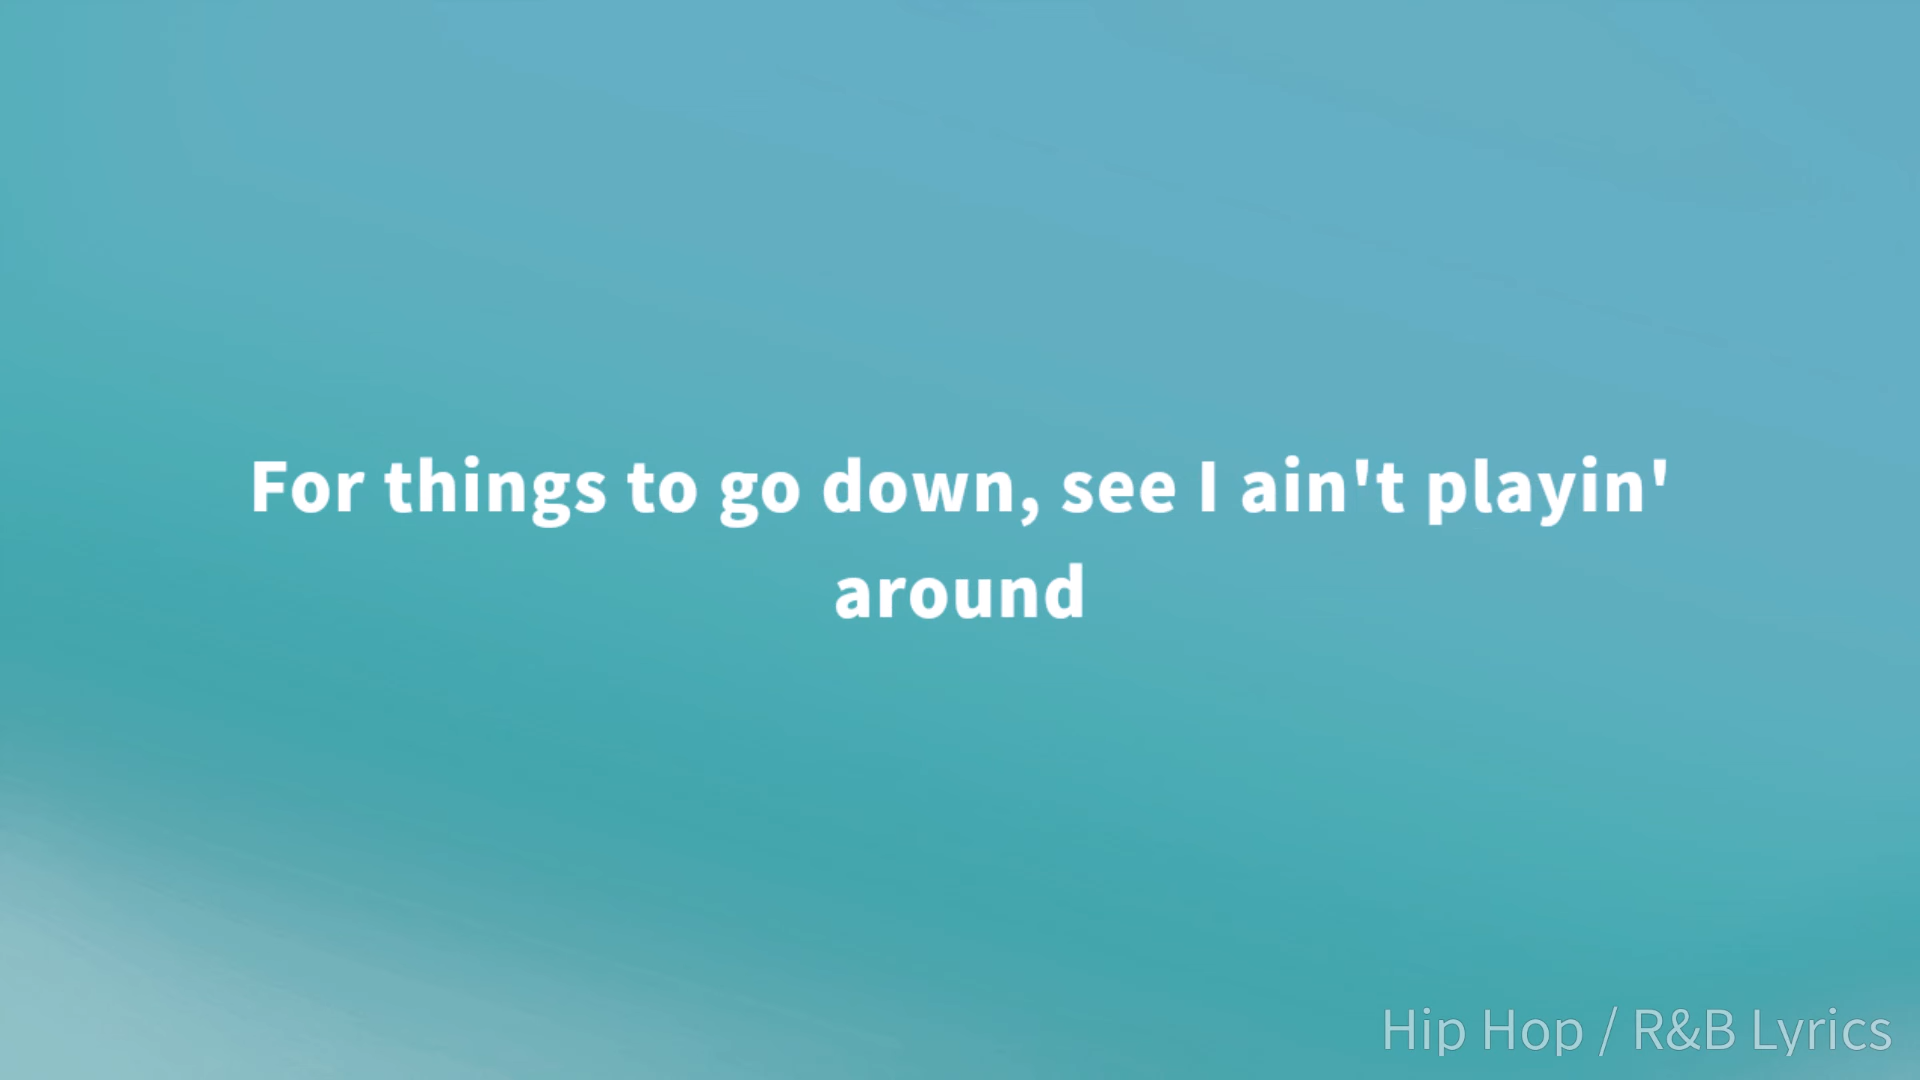 For things to go down, see I ain't playin'
around
Hip Hop / R&B Lyrics